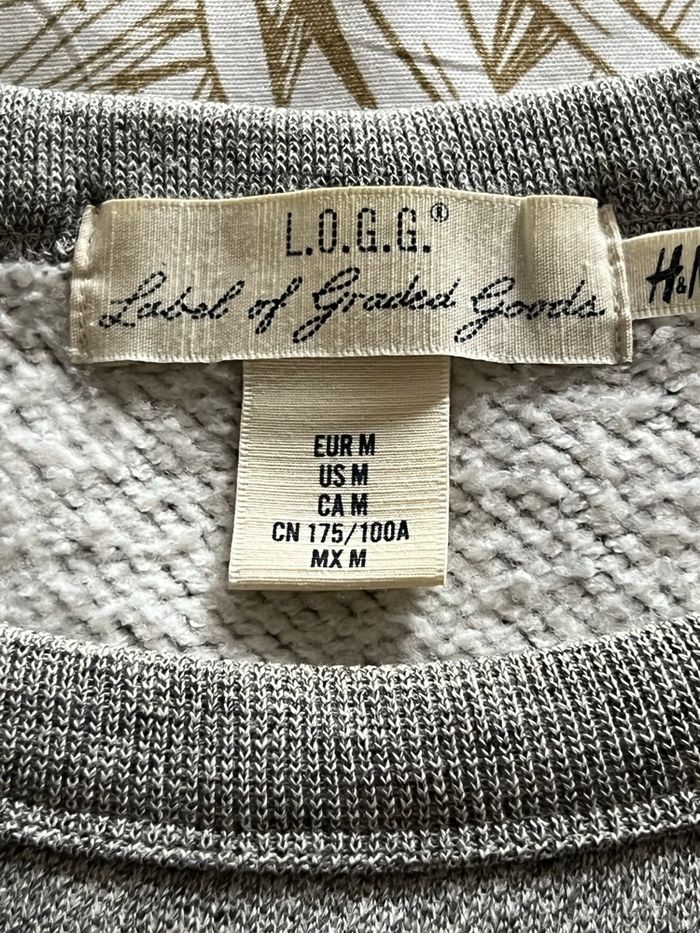 L.O.G.G.®
Label of Graded Goods
EUR M
US M
CA M
CN 175/100A
MX M